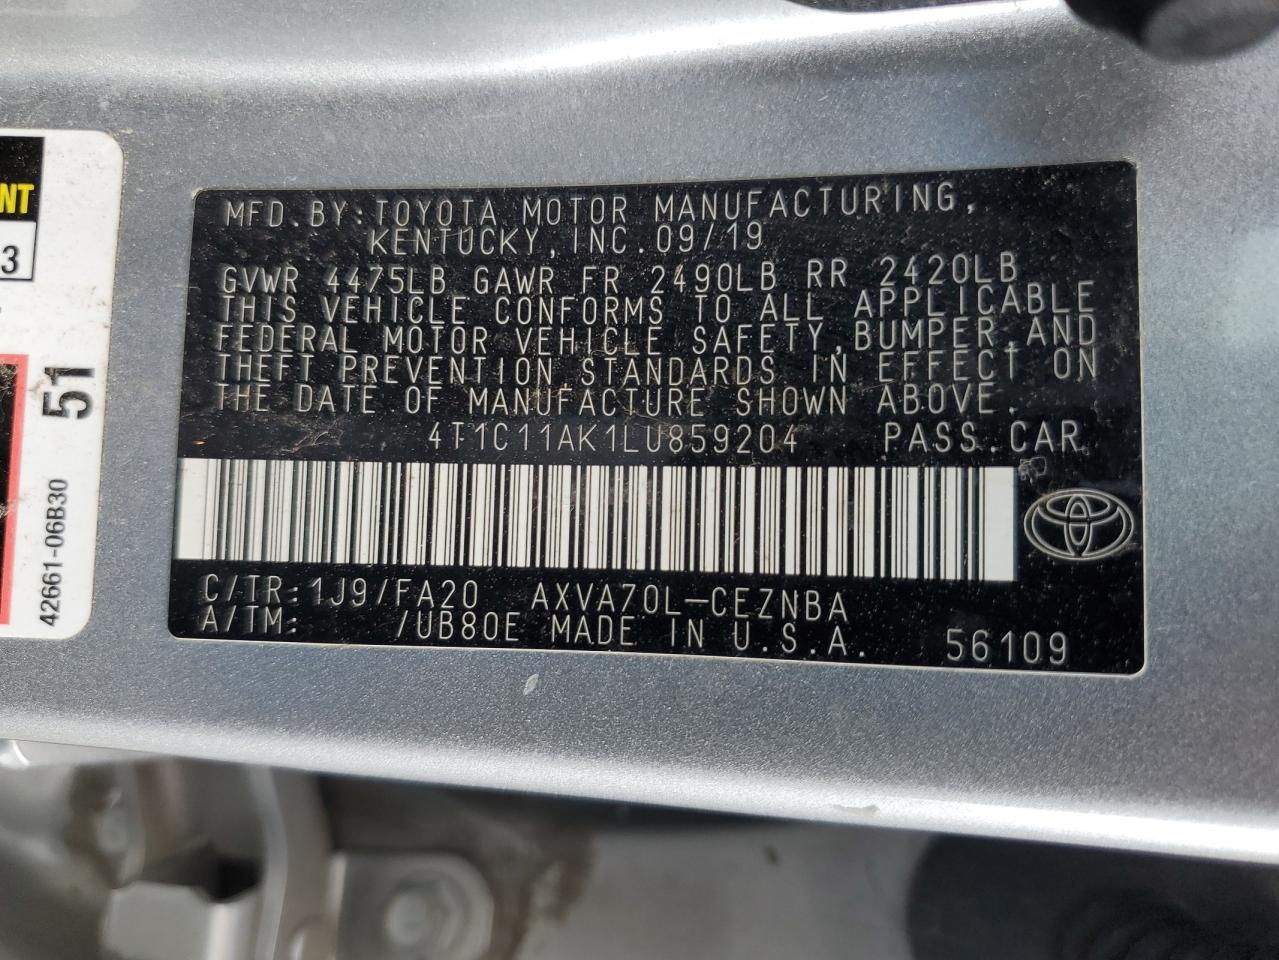 NT
3
51
42661-06B30
MFD.BY:TOYOTA MOTOR MANUFACTURING,
KENTUCKY,INC.09/19
GVWR 4475LB GAWR FR 2490LB RR 2420LB
THIS VEHICLE CONFORMS TO ALL APPLICABLE
FEDERAL MOTOR VEHICLE SAFETY,BUMPER,AND
THEFT PREVENTION STANDARDS IN EFFECT ON
THE DATE OF MANUFACTURE SHOWN ABOVE.
4T1C11AK1LU859204 PASS.CAR
C/TR:1J9/FA20 AXVA70L-CEZNBA
A/TM: /UB80E MADE IN U.S.A. 56109